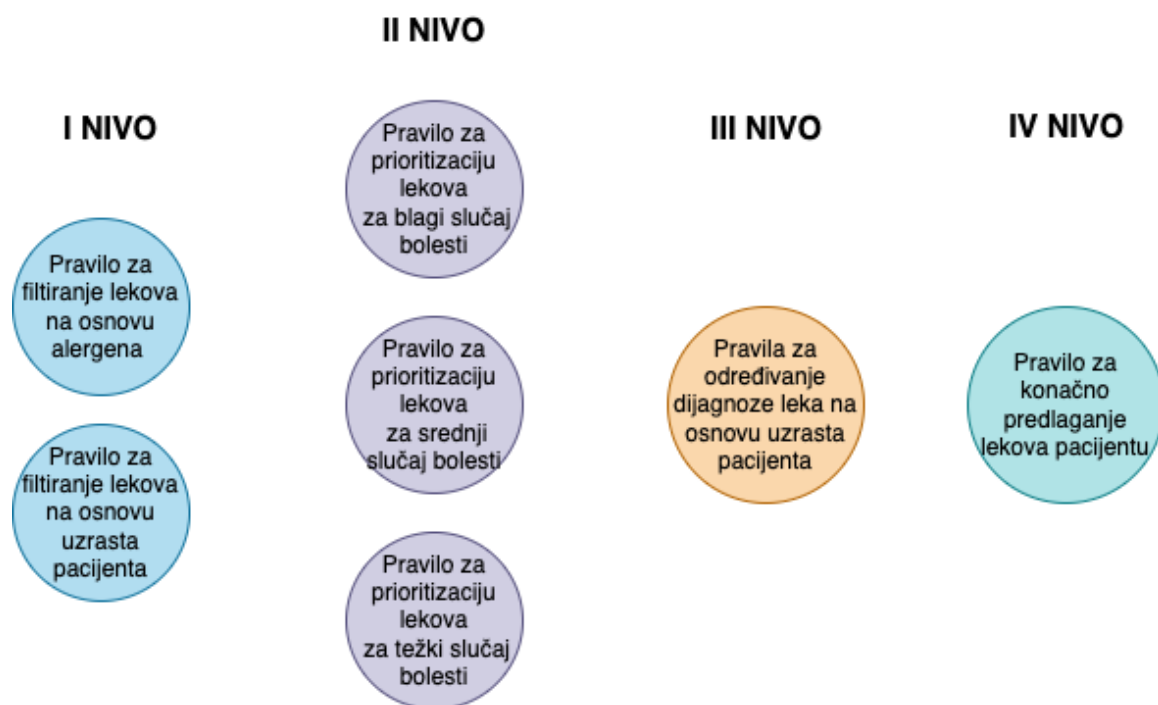 II NIVO
I NIVO
III NIVO
IV NIVO
Pravilo za
filtiranje lekova
na osnovu
alergena
Pravilo za
filtiranje lekova
na osnovu
uzrasta
pacijenta
Pravilo za
prioritizaciju
lekova
za blagi slučaj
bolesti
Pravilo za
prioritizaciju
lekova
za srednji
slučaj bolesti
Pravilo za
prioritizaciju
lekova
za težki slučaj
bolesti
Pravila za
određivanje
dijagnoze leka na
osnovu uzrasta
pacijenta
Pravilo za
konačno
predlaganje
lekova pacijentu